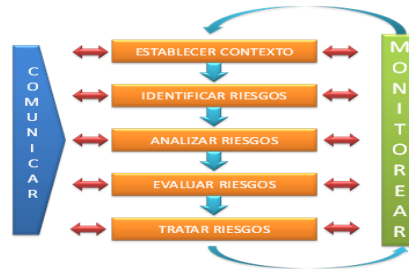 COMUNICAR
ESTABLECER CONTEXTO
IDENTIFICAR RIESGOS
ANALIZAR RIESGOS
EVALUAR RIESGOS
TRATAR RIESGOS
MONITOREAR